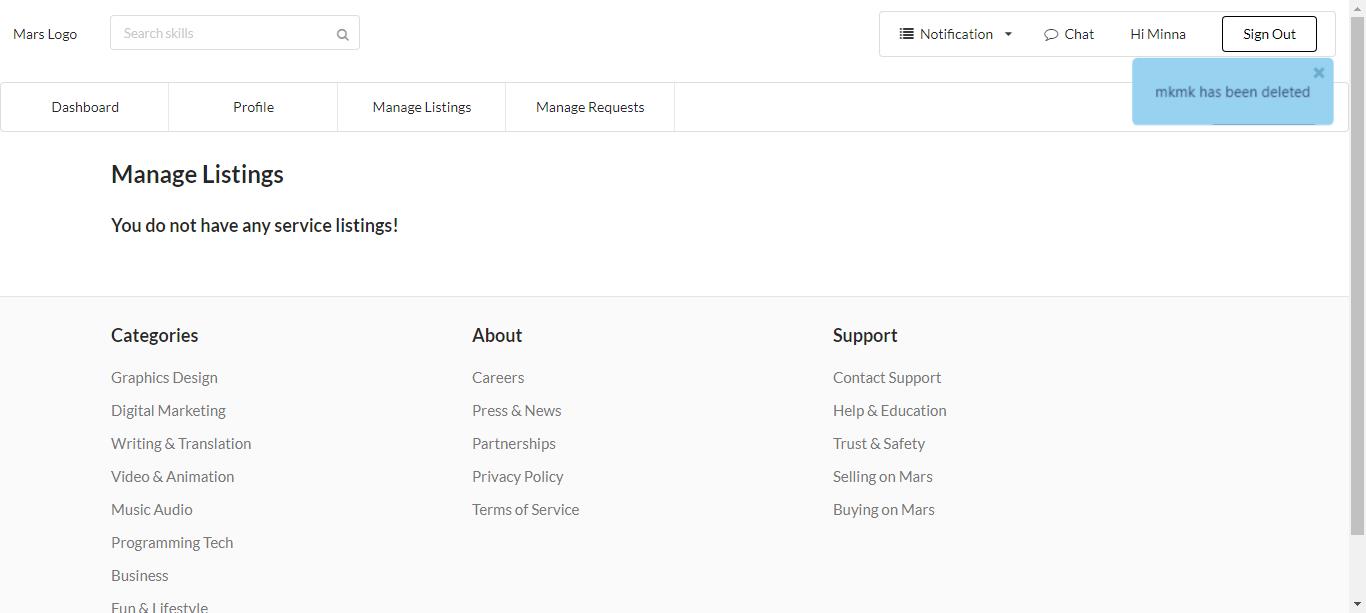 Mars Logo
Search skills
Notification
Chat
Hi Minna
Sign Out
mkmk has been deleted
Dashboard
Profile
Manage Listings
Manage Requests
Manage Listings
You do not have any service listings!
Categories
Graphics Design
Digital Marketing
Writing & Translation
Video & Animation
Music Audio
Programming Tech
Business
Fun & Lifestyle
About
Careers
Press & News
Partnerships
Privacy Policy
Terms of Service
Support
Contact Support
Help & Education
Trust & Safety
Selling on Mars
Buying on Mars